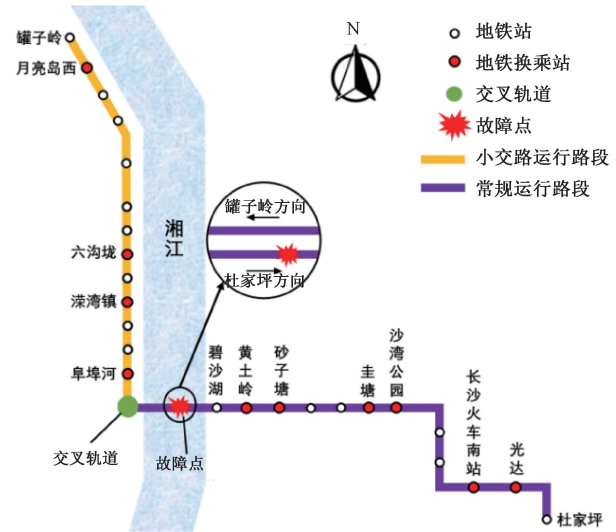 罐子岭
月亮岛西
六沟垅
溁湾镇
阜埠河
交叉轨道
故障点
湘江
罐子岭方向
杜家坪方向
N
地铁站
地铁换乘站
交叉轨道
故障点
小交路运行路段
常规运行路段
碧沙湖
黄土岭
砂子塘
圭塘
沙湾公园
长沙火车南站
光达
杜家坪